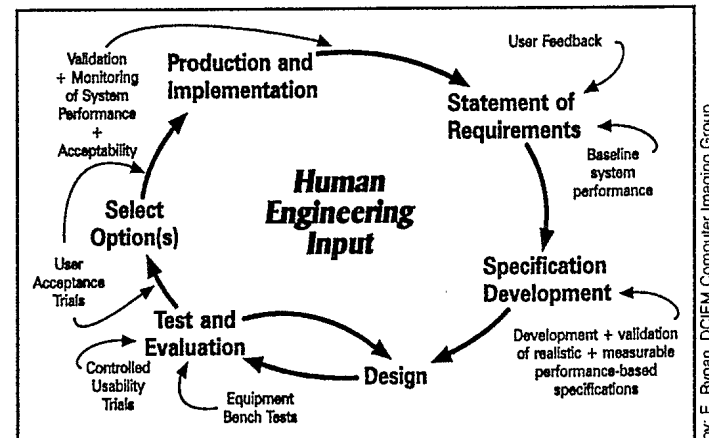 Validation
+ Monitoring
of System
Performance
+
Acceptability
Production and
Implementation
User Feedback
Statement of
Requirements
Baseline
system
performance
Human
Engineering
Input
Select
Option(s)
User
Acceptance
Trials
Specification
Development
Test and
Evaluation
Design
Development + validation
of realistic + measurable
performance-based
specifications
Controlled
Usability
Trials
Equipment
Bench Tests
DCIEM Computer Imaging Group